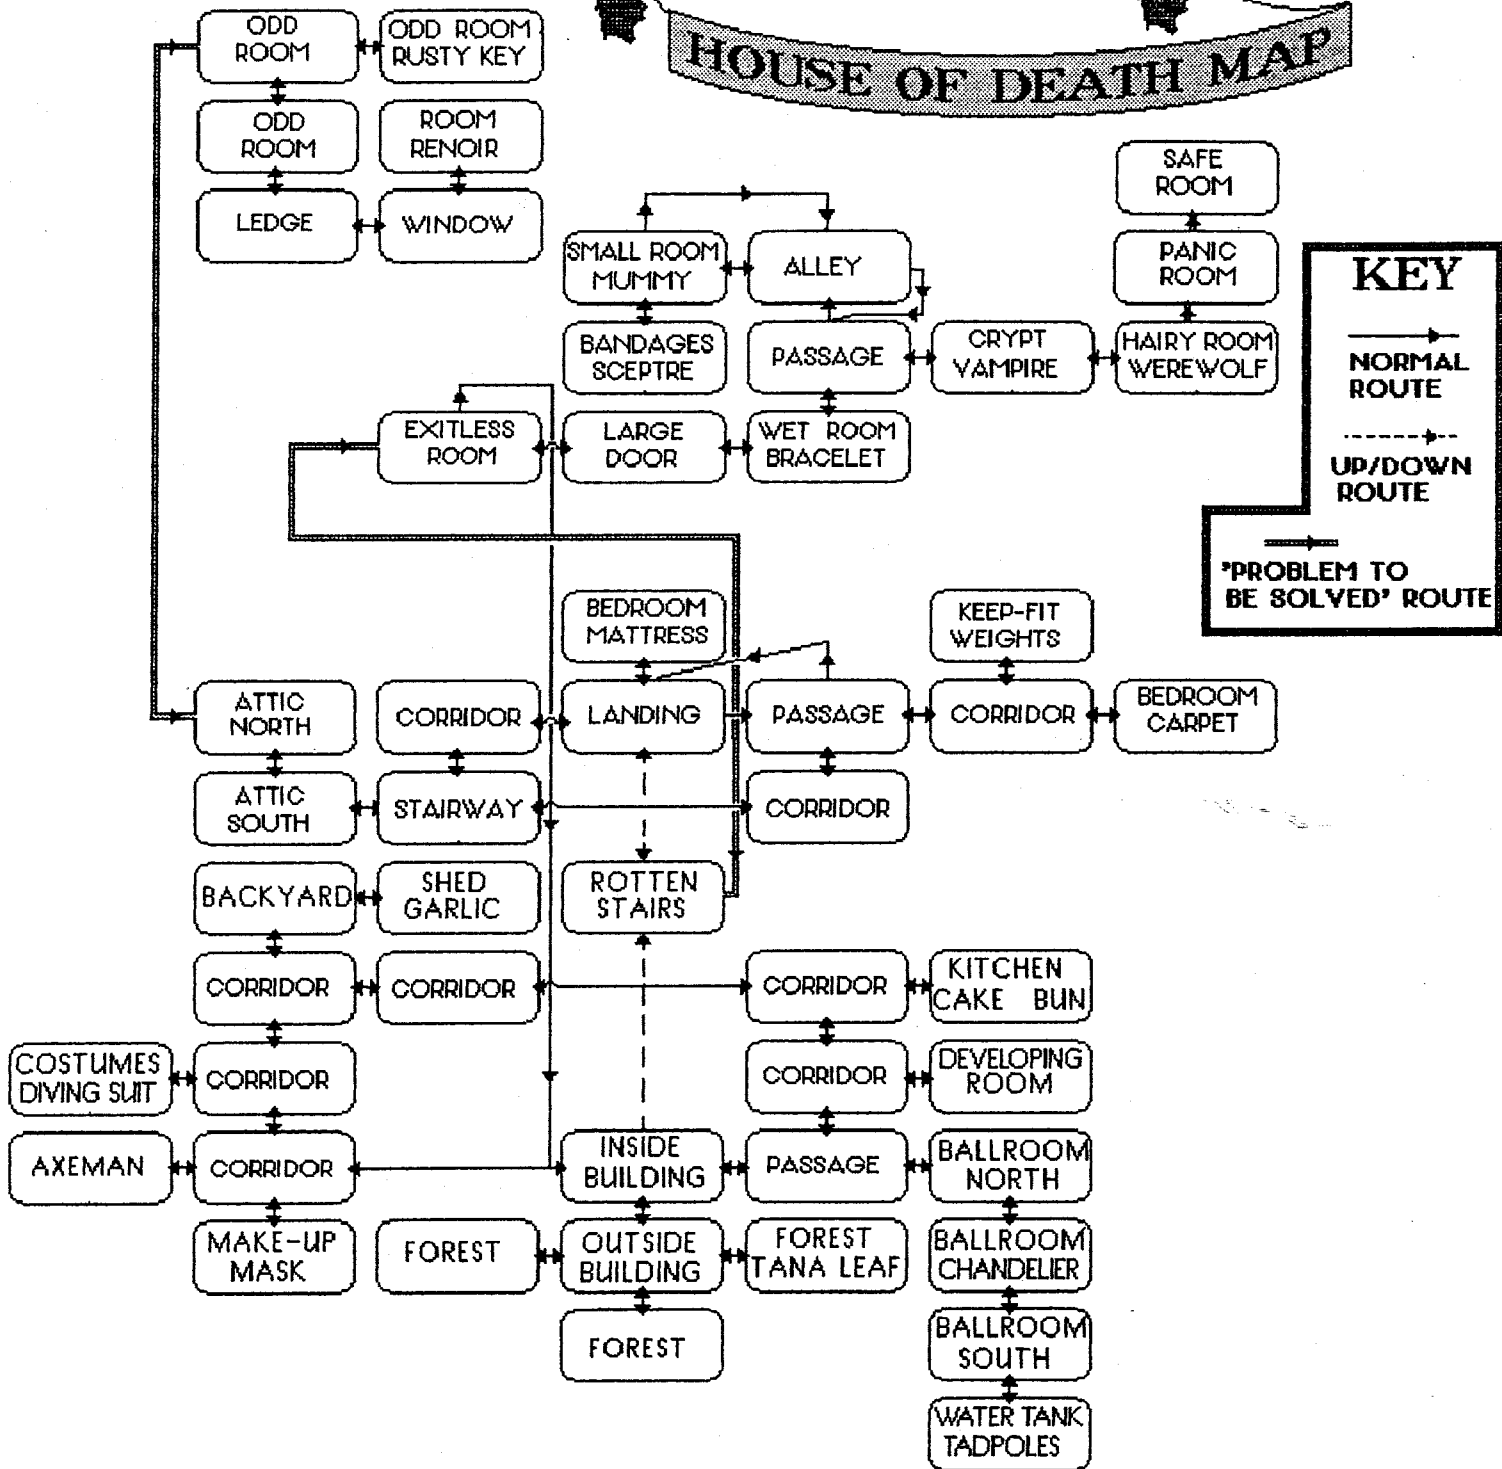 HOUSE OF DEATH MAP
ODD
ROOM
ODD ROOM
RUSTY KEY
ODD
ROOM
ROOM
RENOIR
LEDGE
WINDOW
SAFE
ROOM
SMALL ROOM
MUMMY
ALLEY
PANIC
ROOM
BANDAGES
SCEPTRE
PASSAGE
CRYPT
VAMPIRE
HAIRY ROOM
WEREWOLF
EXITLESS
ROOM
LARGE
DOOR
WET ROOM
BRACELET
KEY
NORMAL
ROUTE
UP/DOWN
ROUTE
'PROBLEM TO
BE SOLVED' ROUTE
BEDROOM
MATTRESS
KEEP-FIT
WEIGHTS
ATTIC
NORTH
CORRIDOR
LANDING
PASSAGE
CORRIDOR
BEDROOM
CARPET
ATTIC
SOUTH
STAIRWAY
CORRIDOR
BACKYARD
SHED
GARLIC
ROTTEN
STAIRS
CORRIDOR
CORRIDOR
CORRIDOR
KITCHEN
CAKE BUN
COSTUMES
DIVING SUIT
CORRIDOR
CORRIDOR
DEVELOPING
ROOM
AXEMAN
CORRIDOR
INSIDE
BUILDING
PASSAGE
BALLROOM
NORTH
MAKE-UP
MASK
FOREST
OUTSIDE
BUILDING
FOREST
TANA LEAF
BALLROOM
CHANDELIER
FOREST
BALLROOM
SOUTH
WATER TANK
TADPOLES